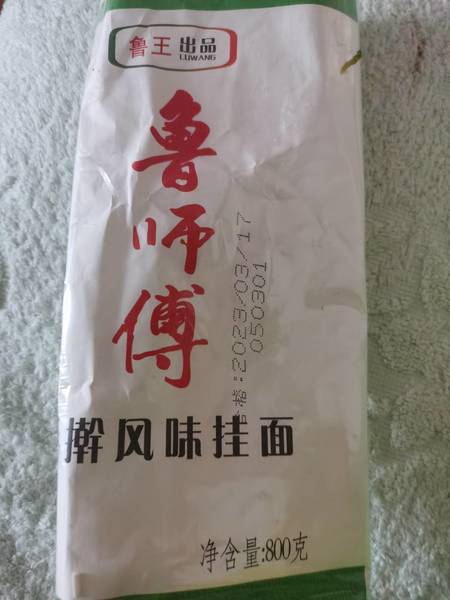 鲁王 出品
LUWANG
鲁师傅
擀风味挂面
格:2023/03/17
050301
净含量:800克